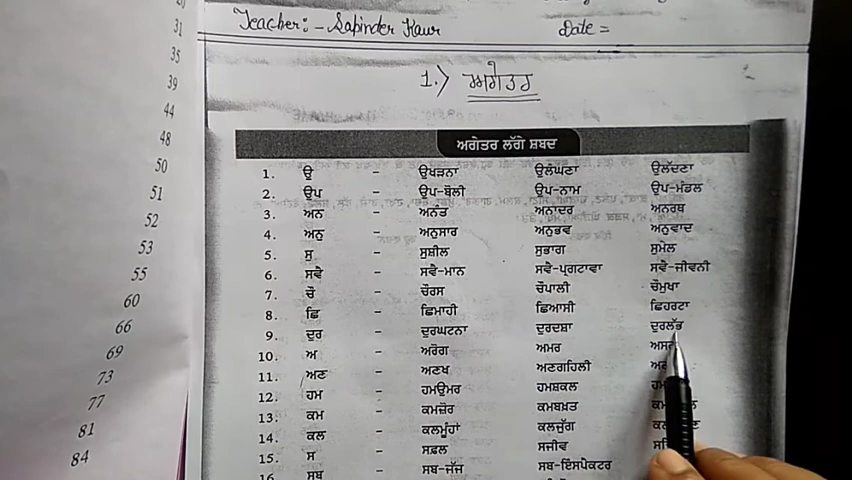 31
35
39
44
48
50
51
52
53
55
60
66
69
73
77
81
84
Teacher:- Sapinder Kaur Date =
1.) ਅਗੇਤਰ
ਅਗੇਤਰ ਲੱਗੇ ਸ਼ਬਦ
1. ਉ - ਉਖੜਨਾ ਉਲੰਘਣਾ ਉਲੱਦਣਾ
2. ਉਪ - ਉਪ-ਬੋਲੀ ਉਪ-ਨਾਮ ਉਪ-ਮੰਡਲ
3. ਅਨ - ਅਨੰਤ ਅਨਾਦਰ ਅਨਰਥ
4. ਅਨੁ - ਅਨੁਸਾਰ ਅਨੁਭਵ ਅਨੁਵਾਦ
5. ਸੁ - ਸੁਸ਼ੀਲ ਸੁਭਾਗ ਸੁਮੇਲ
6. ਸਵੈ - ਸਵੈ-ਮਾਨ ਸਵੈ-ਪ੍ਰਗਟਾਵਾ ਸਵੈ-ਜੀਵਨੀ
7. ਚੌ - ਚੌਰਸ ਚੌਪਾਲੀ ਚੌਮੁਖਾ
8. ਛਿ - ਛਿਮਾਹੀ ਛਿਆਸੀ ਛਿਹਰਟਾ
9. ਦੁਰ - ਦੁਰਘਟਨਾ ਦੁਰਦਸ਼ਾ ਦੁਰਲੱਭ
10. ਅ - ਅਰੋਗ ਅਮਰ
11. ਅਣ - ਅਣਖ ਅਣਗਹਿਲੀ
12. ਹਮ - ਹਮਉਮਰ ਹਮਸ਼ਕਲ
13. ਕਮ - ਕਮਜ਼ੋਰ ਕਮਬਖ਼ਤ
14. ਕਲ - ਕਲਮੂੰਹਾਂ ਕਲਜੁੱਗ
15. ਸ - ਸਫ਼ਲ ਸਜੀਵ
16. ਸਬ - ਸਬ-ਜੱਜ ਸਬ-ਇੰਸਪੈਕਟਰ